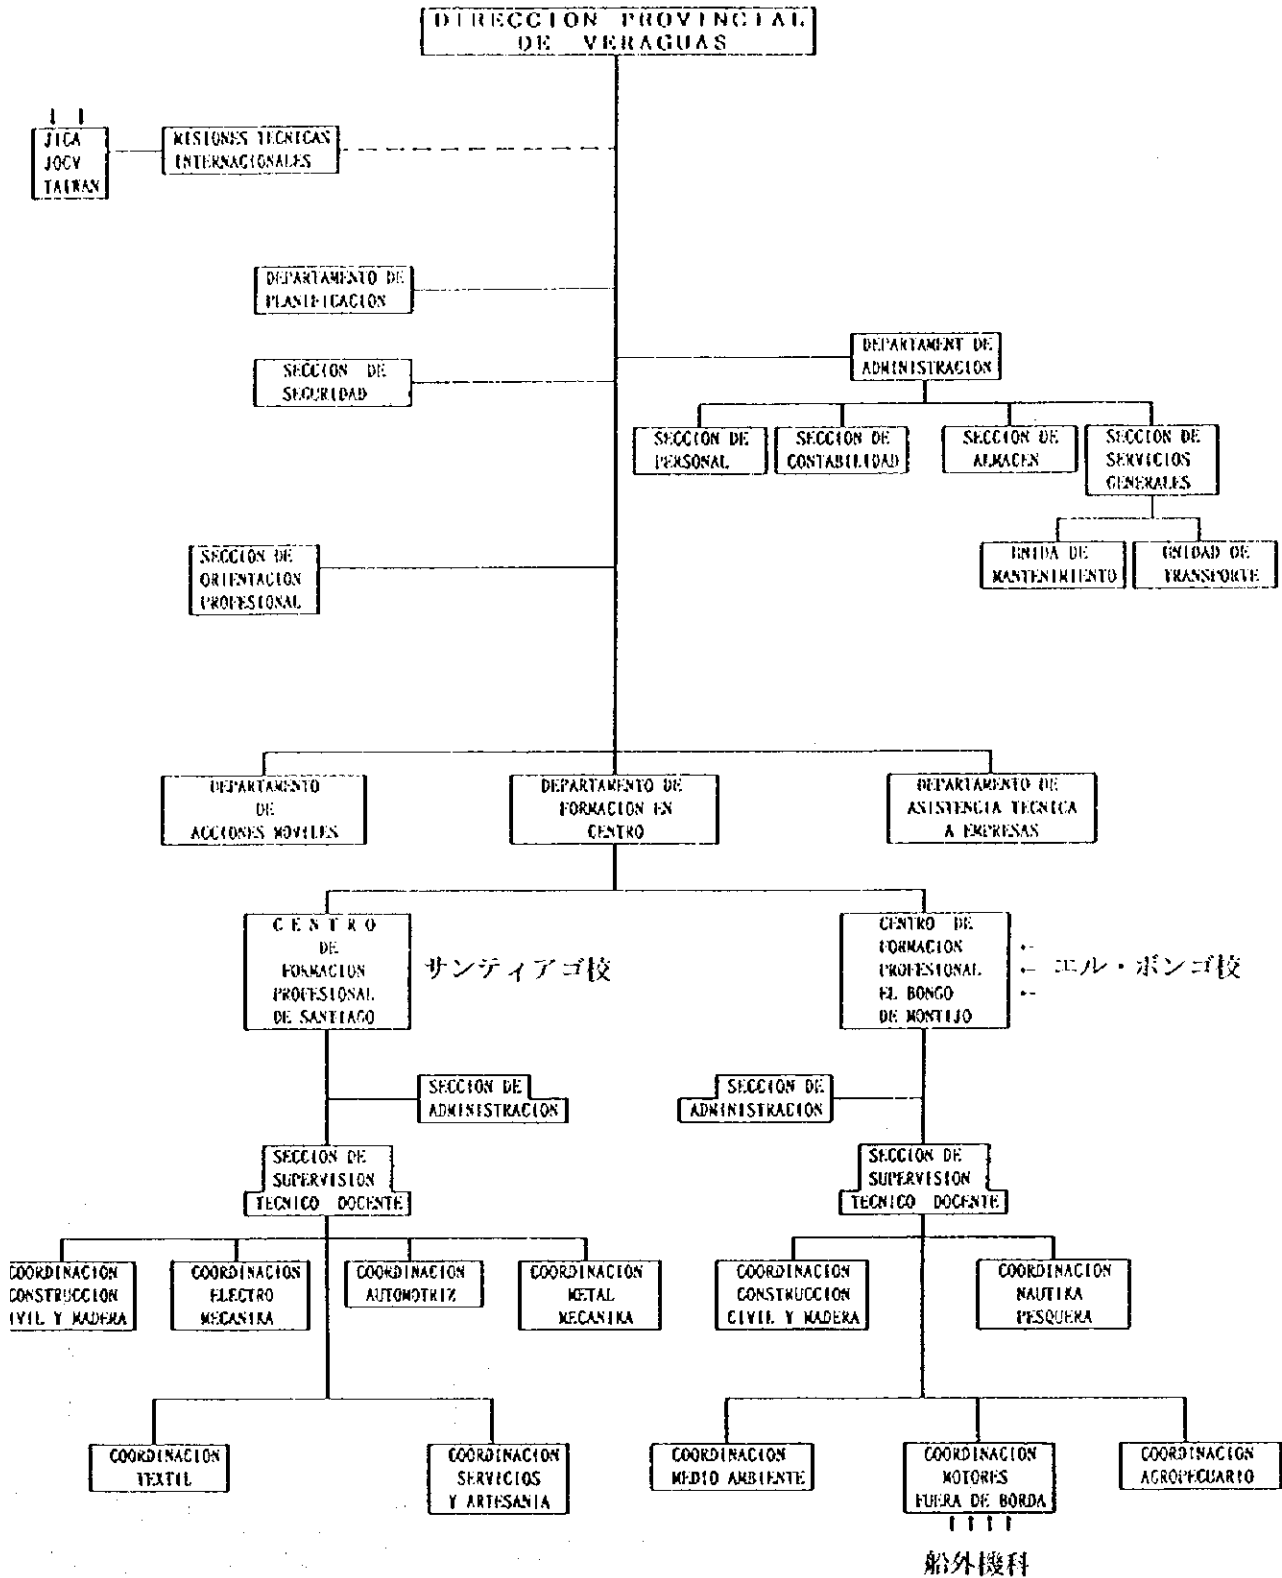 DIRECCION PROVINCIAL
DE VERAGUAS
JICA
JOCV
TAIWAN
MISIONES TECNICAS
INTERNACIONALES
DEPARTAMENTO DE
PLANIFICACION
SECCION DE
SEGURIDAD
DEPARTAMENT DE
ADMINISTRACION
SECCION DE
PERSONAL
SECCION DE
CONTABILIDAD
SECCION DE
ALMACEN
SECCION DE
SERVICIOS
GENERALES
UNIDA DE
MANTENIMIENTO
UNIDAD DE
TRANSPORTE
SECCION DE
ORIENTACION
PROFESIONAL
DEPARTAMENTO
DE
ACCIONES MOVILES
DEPARTAMENTO DE
FORMACION EN
CENTRO
DEPARTAMENTO DE
ASISTENCIA TECNICA
A EMPRESAS
CENTRO
DE
FORMACION
PROFESIONAL
DE SANTIAGO
サンティアゴ校
CENTRO DE
FORMACION
PROFESIONAL
EL BONGO
DE MONTIJO
エル・ボンゴ校
SECCION DE
ADMINISTRACION
SECCION DE
ADMINISTRACION
SECCION DE
SUPERVISION
TECNICO DOCENTE
SECCION DE
SUPERVISION
TECNICO DOCENTE
COORDINACION
CONSTRUCCION
IVIL Y MADERA
COORDINACION
ELECTRO
MECANIKA
COORDINACION
AUTOMOTRIZ
COORDINACION
METAL
MECANIKA
COORDINACION
CONSTRUCCION
CIVIL Y MADERA
COORDINACION
NAUTIKA
PESQUERA
COORDINACION
TEXTIL
COORDINACION
SERVICIOS
Y ARTESANIA
COORDINACION
MEDIO AMBIENTE
COORDINACION
MOTORES
FUERA DE BORDA
COORDINACION
AGROPECUARIO
船外機科